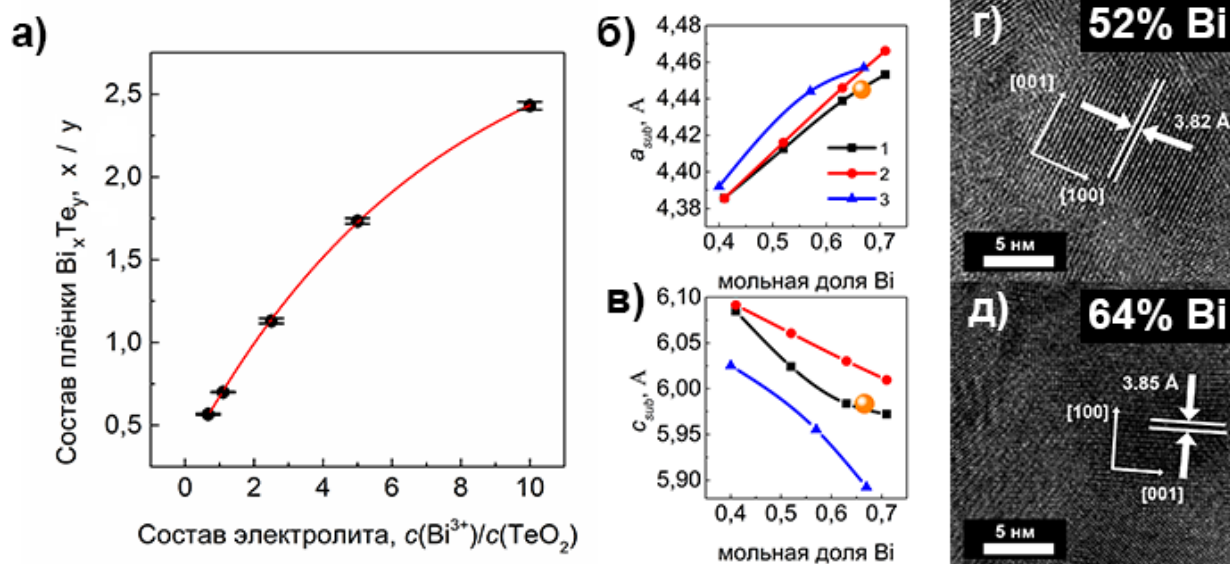 а)
Состав плёнки BiₓTeᵧ, x / y
2,5
2,0
1,5
1,0
0,5
0 2 4 6 8 10
Состав электролита, c(Bi³⁺)/c(TeO₂)
б)
a_sub, А
4,48
4,46
4,44
4,42
4,40
4,38
1
2
3
0,4 0,5 0,6 0,7
мольная доля Bi
в)
c_sub, А
6,10
6,05
6,00
5,95
5,90
0,4 0,5 0,6 0,7
мольная доля Bi
г)
52% Bi
[001]
3.82 Å
[100]
5 нм
д)
64% Bi
3.85 Å
[100]
[001]
5 нм